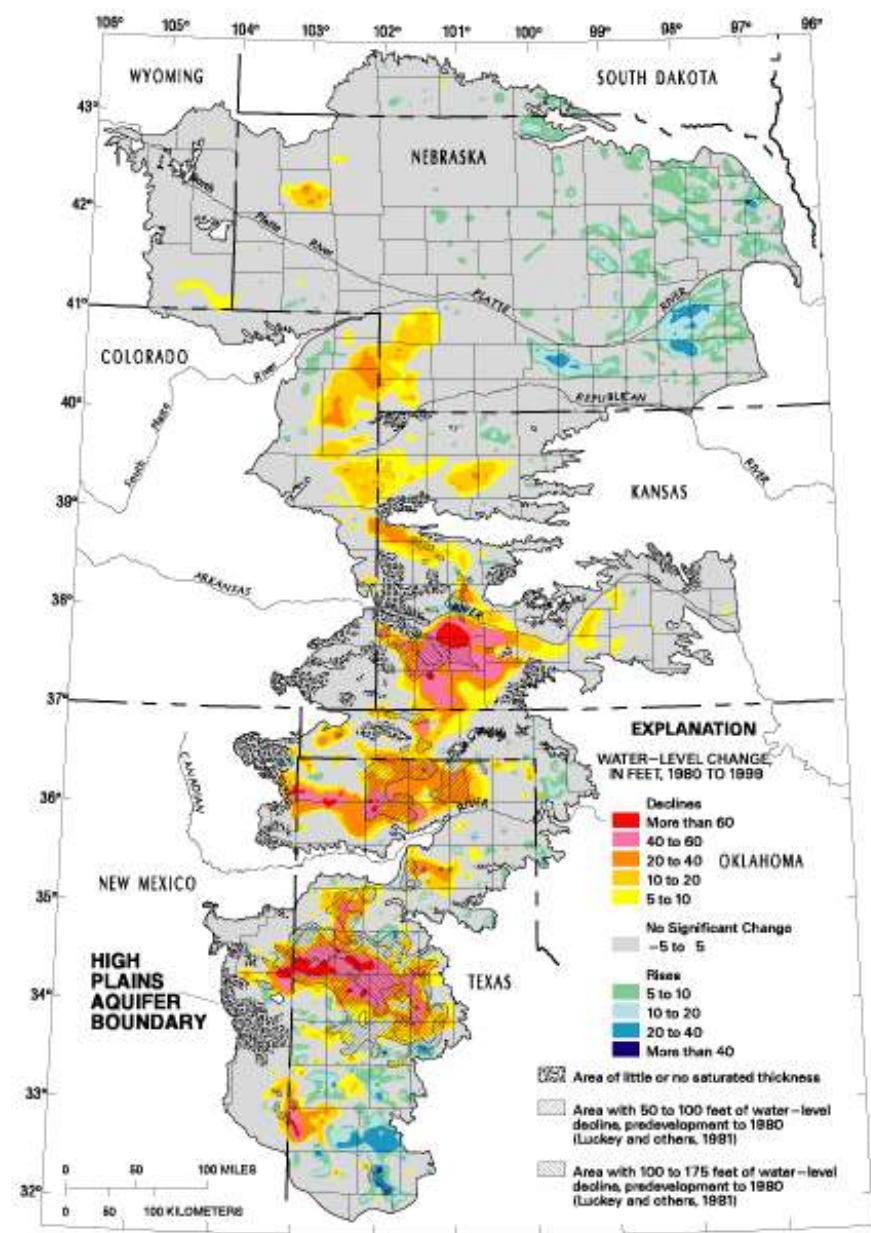 106° 105° 104° 103° 102° 101° 100° 99° 98° 97° 96°
WYOMING
SOUTH DAKOTA
43°
NEBRASKA
North
Platte
River
42°
41°
PLATTE
RIVER
COLORADO
River
Platte
South
40°
REPUBLICAN
RIVER
39°
KANSAS
ARKANSAS
RIVER
38°
37°
EXPLANATION
WATER-LEVEL CHANGE,
IN FEET, 1980 TO 1999
CANADIAN
RIVER
36°
Declines
More than 60
40 to 60
20 to 40
10 to 20
5 to 10
OKLAHOMA
35°
NEW MEXICO
No Significant Change
-5 to 5
HIGH
PLAINS
AQUIFER
BOUNDARY
TEXAS
34°
Rises
5 to 10
10 to 20
20 to 40
More than 40
33°
Area of little or no saturated thickness
Area with 50 to 100 feet of water-level
decline, predevelopment to 1980
(Luckey and others, 1981)
Area with 100 to 175 feet of water-level
decline, predevelopment to 1980
(Luckey and others, 1981)
0 50 100 MILES
0 50 100 KILOMETERS
32°